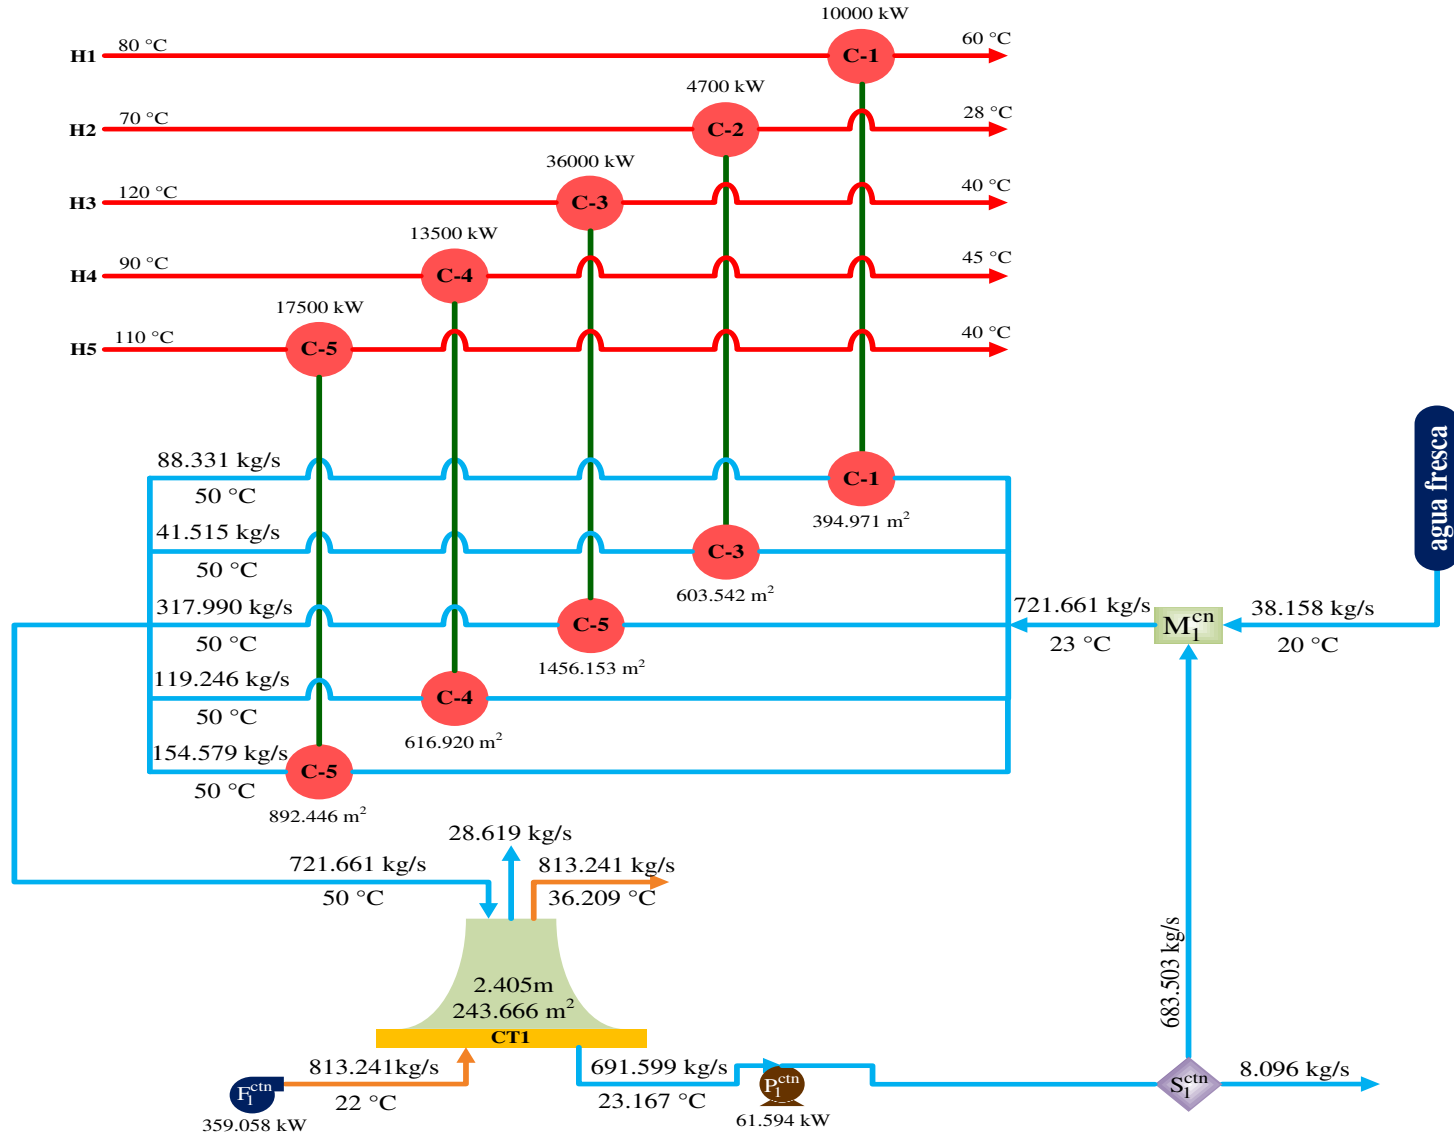 10000 kW
H1
80 °C
C-1
60 °C
4700 kW
H2
70 °C
C-2
28 °C
36000 kW
H3
120 °C
C-3
40 °C
13500 kW
H4
90 °C
C-4
45 °C
17500 kW
H5
110 °C
C-5
40 °C
88.331 kg/s
50 °C
C-1
394.971 m²
41.515 kg/s
50 °C
C-3
603.542 m²
317.990 kg/s
50 °C
C-5
1456.153 m²
119.246 kg/s
50 °C
C-4
616.920 m²
154.579 kg/s
50 °C
C-5
892.446 m²
agua fresca
721.661 kg/s
23 °C
M₁ᶜⁿ
38.158 kg/s
20 °C
683.503 kg/s
28.619 kg/s
721.661 kg/s
50 °C
813.241 kg/s
36.209 °C
2.405m
243.666 m²
CT1
813.241kg/s
22 °C
F₁ᶜᵗⁿ
359.058 kW
691.599 kg/s
23.167 °C
P₁ᶜᵗⁿ
61.594 kW
S₁ᶜᵗⁿ
8.096 kg/s